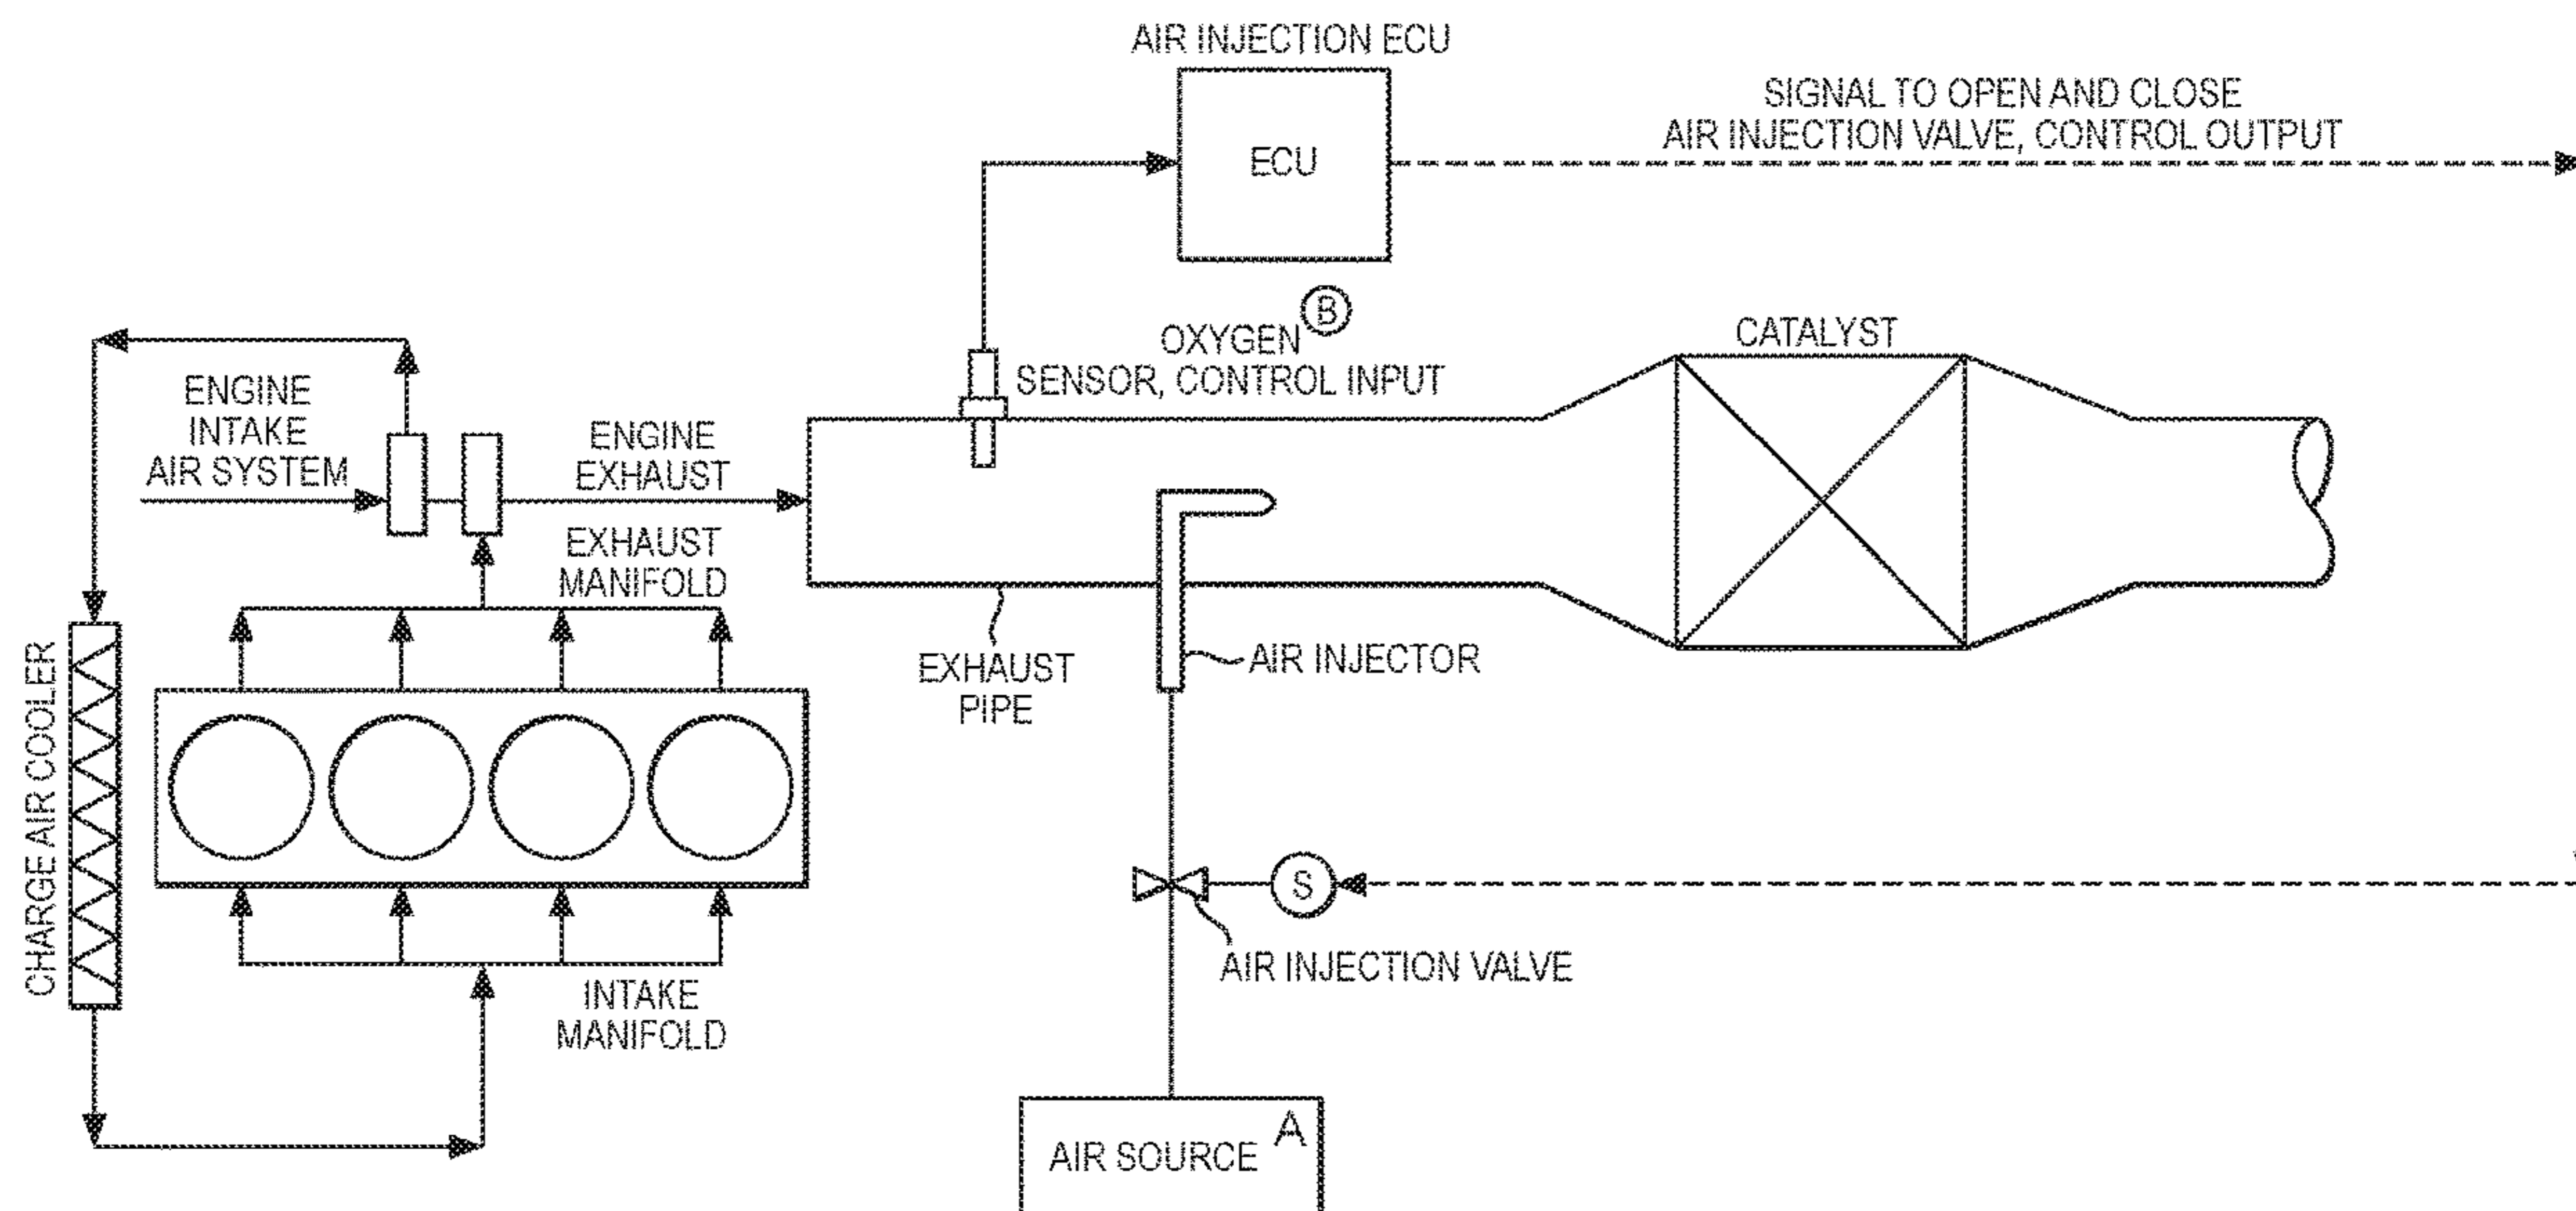 AIR INJECTION ECU
ECU
SIGNAL TO OPEN AND CLOSE
AIR INJECTION VALVE, CONTROL OUTPUT
B
OXYGEN
SENSOR, CONTROL INPUT
CATALYST
ENGINE
INTAKE
AIR SYSTEM
ENGINE
EXHAUST
EXHAUST
MANIFOLD
EXHAUST
PIPE
AIR INJECTOR
CHARGE AIR COOLER
S
AIR INJECTION VALVE
INTAKE
MANIFOLD
A
AIR SOURCE